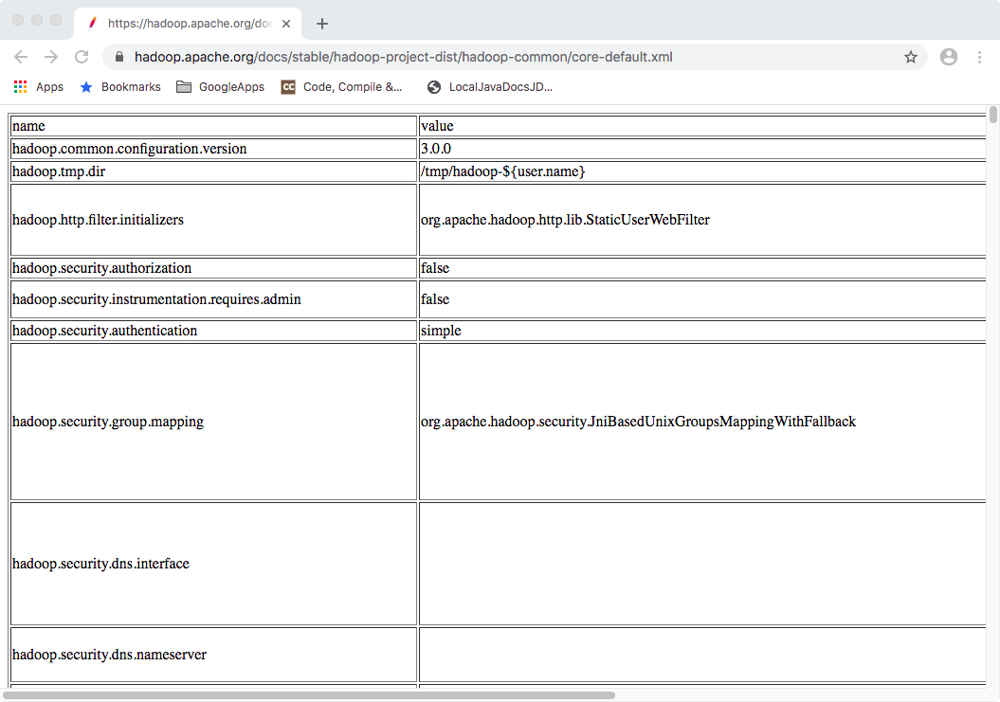 https://hadoop.apache.org/doc
hadoop.apache.org/docs/stable/hadoop-project-dist/hadoop-common/core-default.xml
Apps Bookmarks GoogleApps CC Code, Compile &... LocalJavaDocsJD...
name value
hadoop.common.configuration.version 3.0.0
hadoop.tmp.dir /tmp/hadoop-${user.name}
hadoop.http.filter.initializers org.apache.hadoop.http.lib.StaticUserWebFilter
hadoop.security.authorization false
hadoop.security.instrumentation.requires.admin false
hadoop.security.authentication simple
hadoop.security.group.mapping org.apache.hadoop.security.JniBasedUnixGroupsMappingWithFallback
hadoop.security.dns.interface
hadoop.security.dns.nameserver